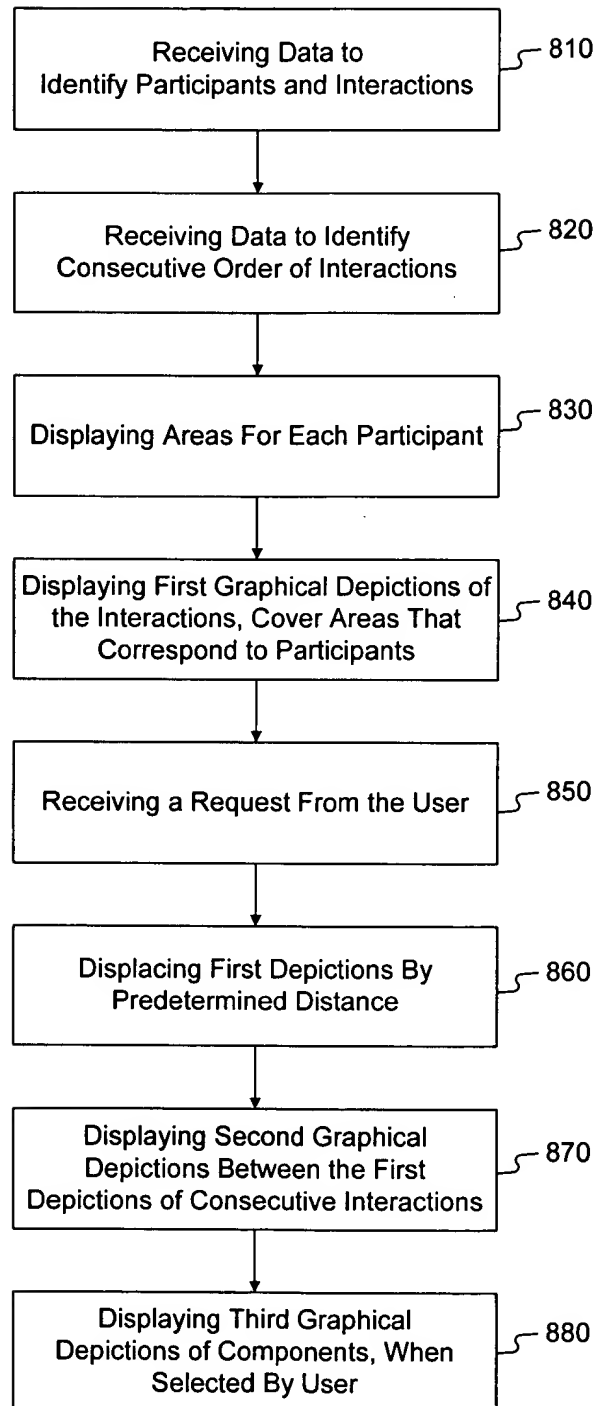 Receiving Data to
Identify Participants and Interactions
810
Receiving Data to Identify
Consecutive Order of Interactions
820
Displaying Areas For Each Participant
830
Displaying First Graphical Depictions of
the Interactions, Cover Areas That
Correspond to Participants
840
Receiving a Request From the User
850
Displacing First Depictions By
Predetermined Distance
860
Displaying Second Graphical
Depictions Between the First
Depictions of Consecutive Interactions
870
Displaying Third Graphical
Depictions of Components, When
Selected By User
880